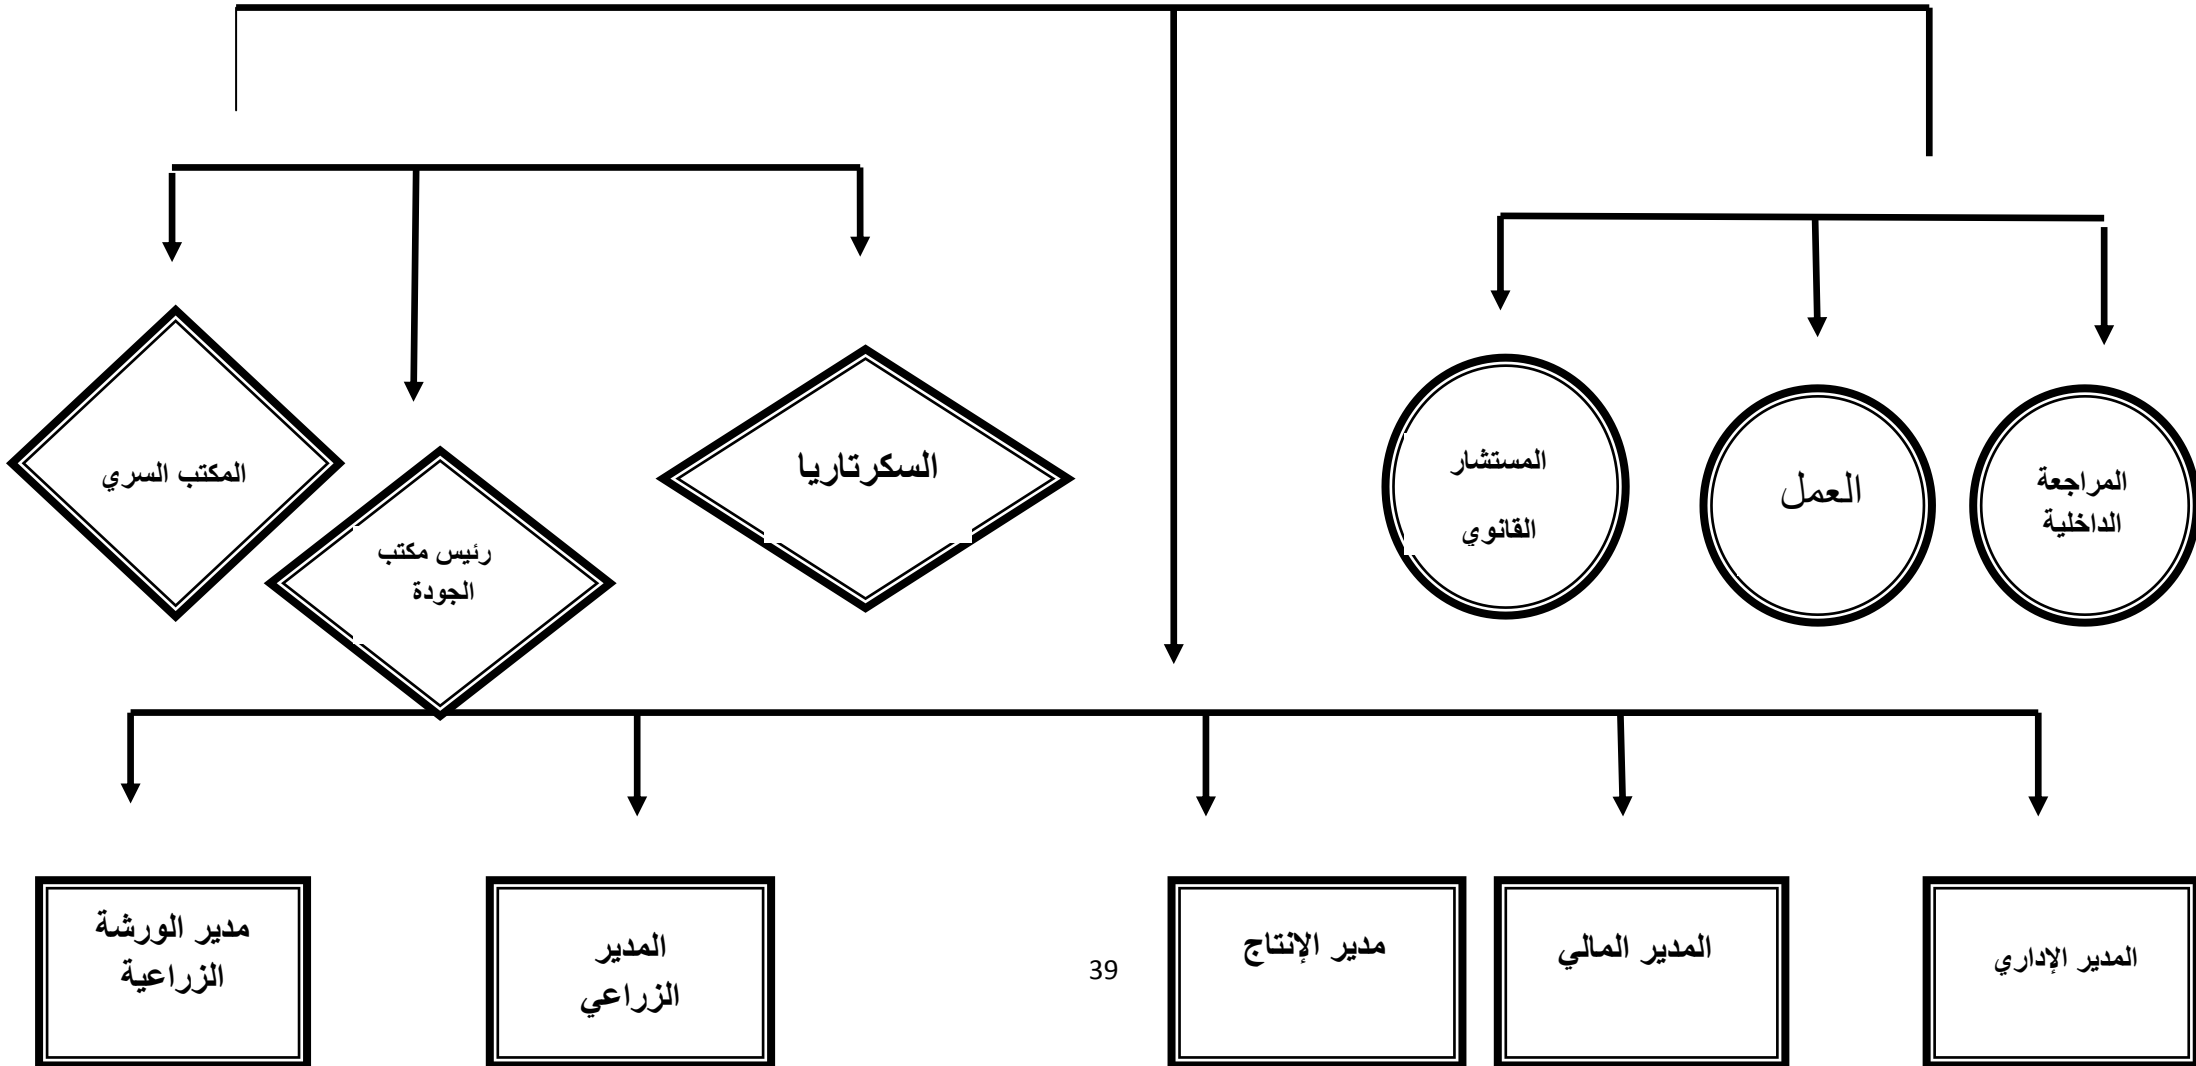 المراجعة
الداخلية
العمل
المستشار
القانوي
السكرتاريا
رئيس مكتب
الجودة
المكتب السري
المدير الإداري
المدير المالي
مدير الإنتاج
المدير
الزراعي
مدير الورشة
الزراعية
39